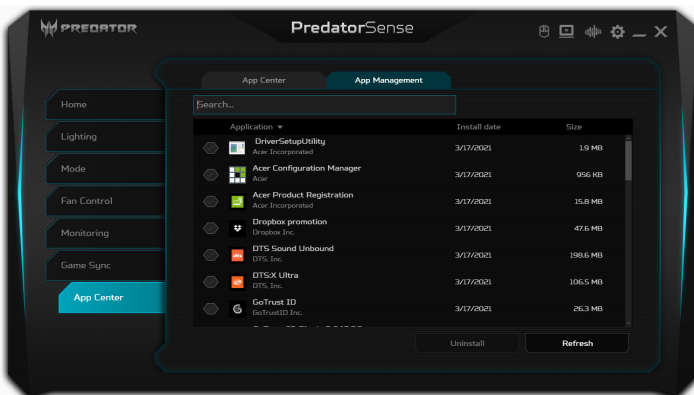 PREDATOR
PredatorSense
App Center App Management
Search...
Home
Lighting
Mode
Fan Control
Monitoring
Game Sync
App Center
Application Install date Size
DriverSetupUtility
Acer Incorporated
3/17/2021 1.9 MB
Acer Configuration Manager
Acer
3/17/2021 956 KB
Acer Product Registration
Acer Incorporated
3/17/2021 15.8 MB
Dropbox promotion
Dropbox Inc.
3/17/2021 47.6 MB
DTS Sound Unbound
DTS, Inc.
3/17/2021 198.6 MB
DTS:X Ultra
DTS, Inc.
3/17/2021 106.5 MB
GoTrust ID
GoTrustID Inc.
3/17/2021 26.3 MB
Uninstall Refresh